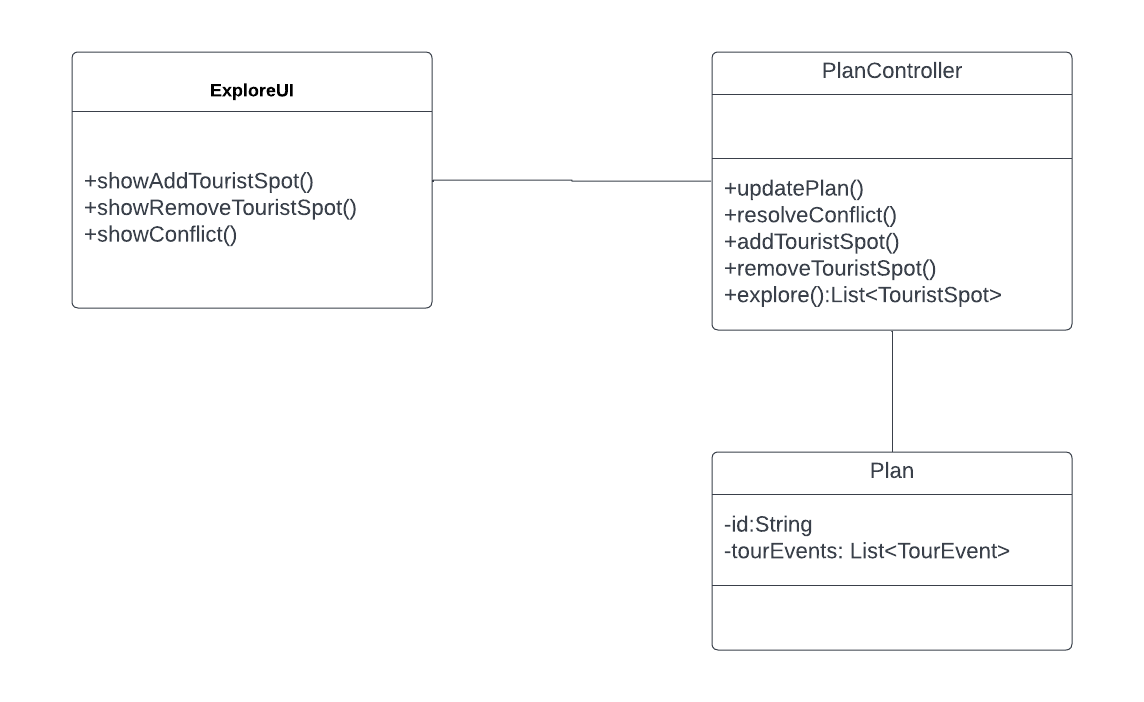 ExploreUI
+showAddTouristSpot()
+showRemoveTouristSpot()
+showConflict()
PlanController
+updatePlan()
+resolveConflict()
+addTouristSpot()
+removeTouristSpot()
+explore():List<TouristSpot>
Plan
-id:String
-tourEvents: List<TourEvent>